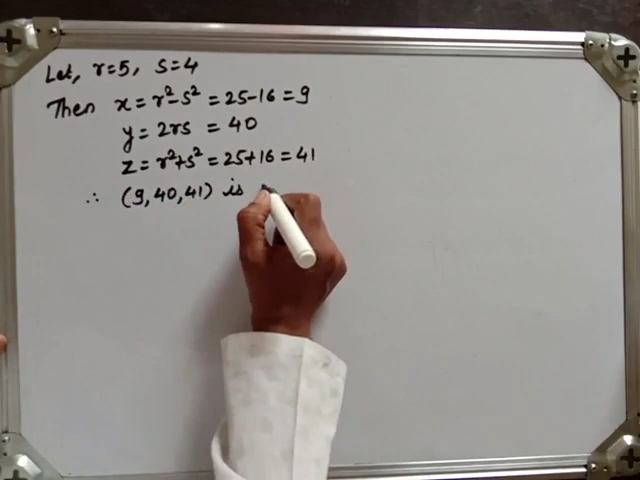 Let, r=5, s=4
Then x = r²-s² = 25-16 = 9
y = 2rs = 40
z = r²+s² = 25+16 = 41
∴ (9,40,41) is